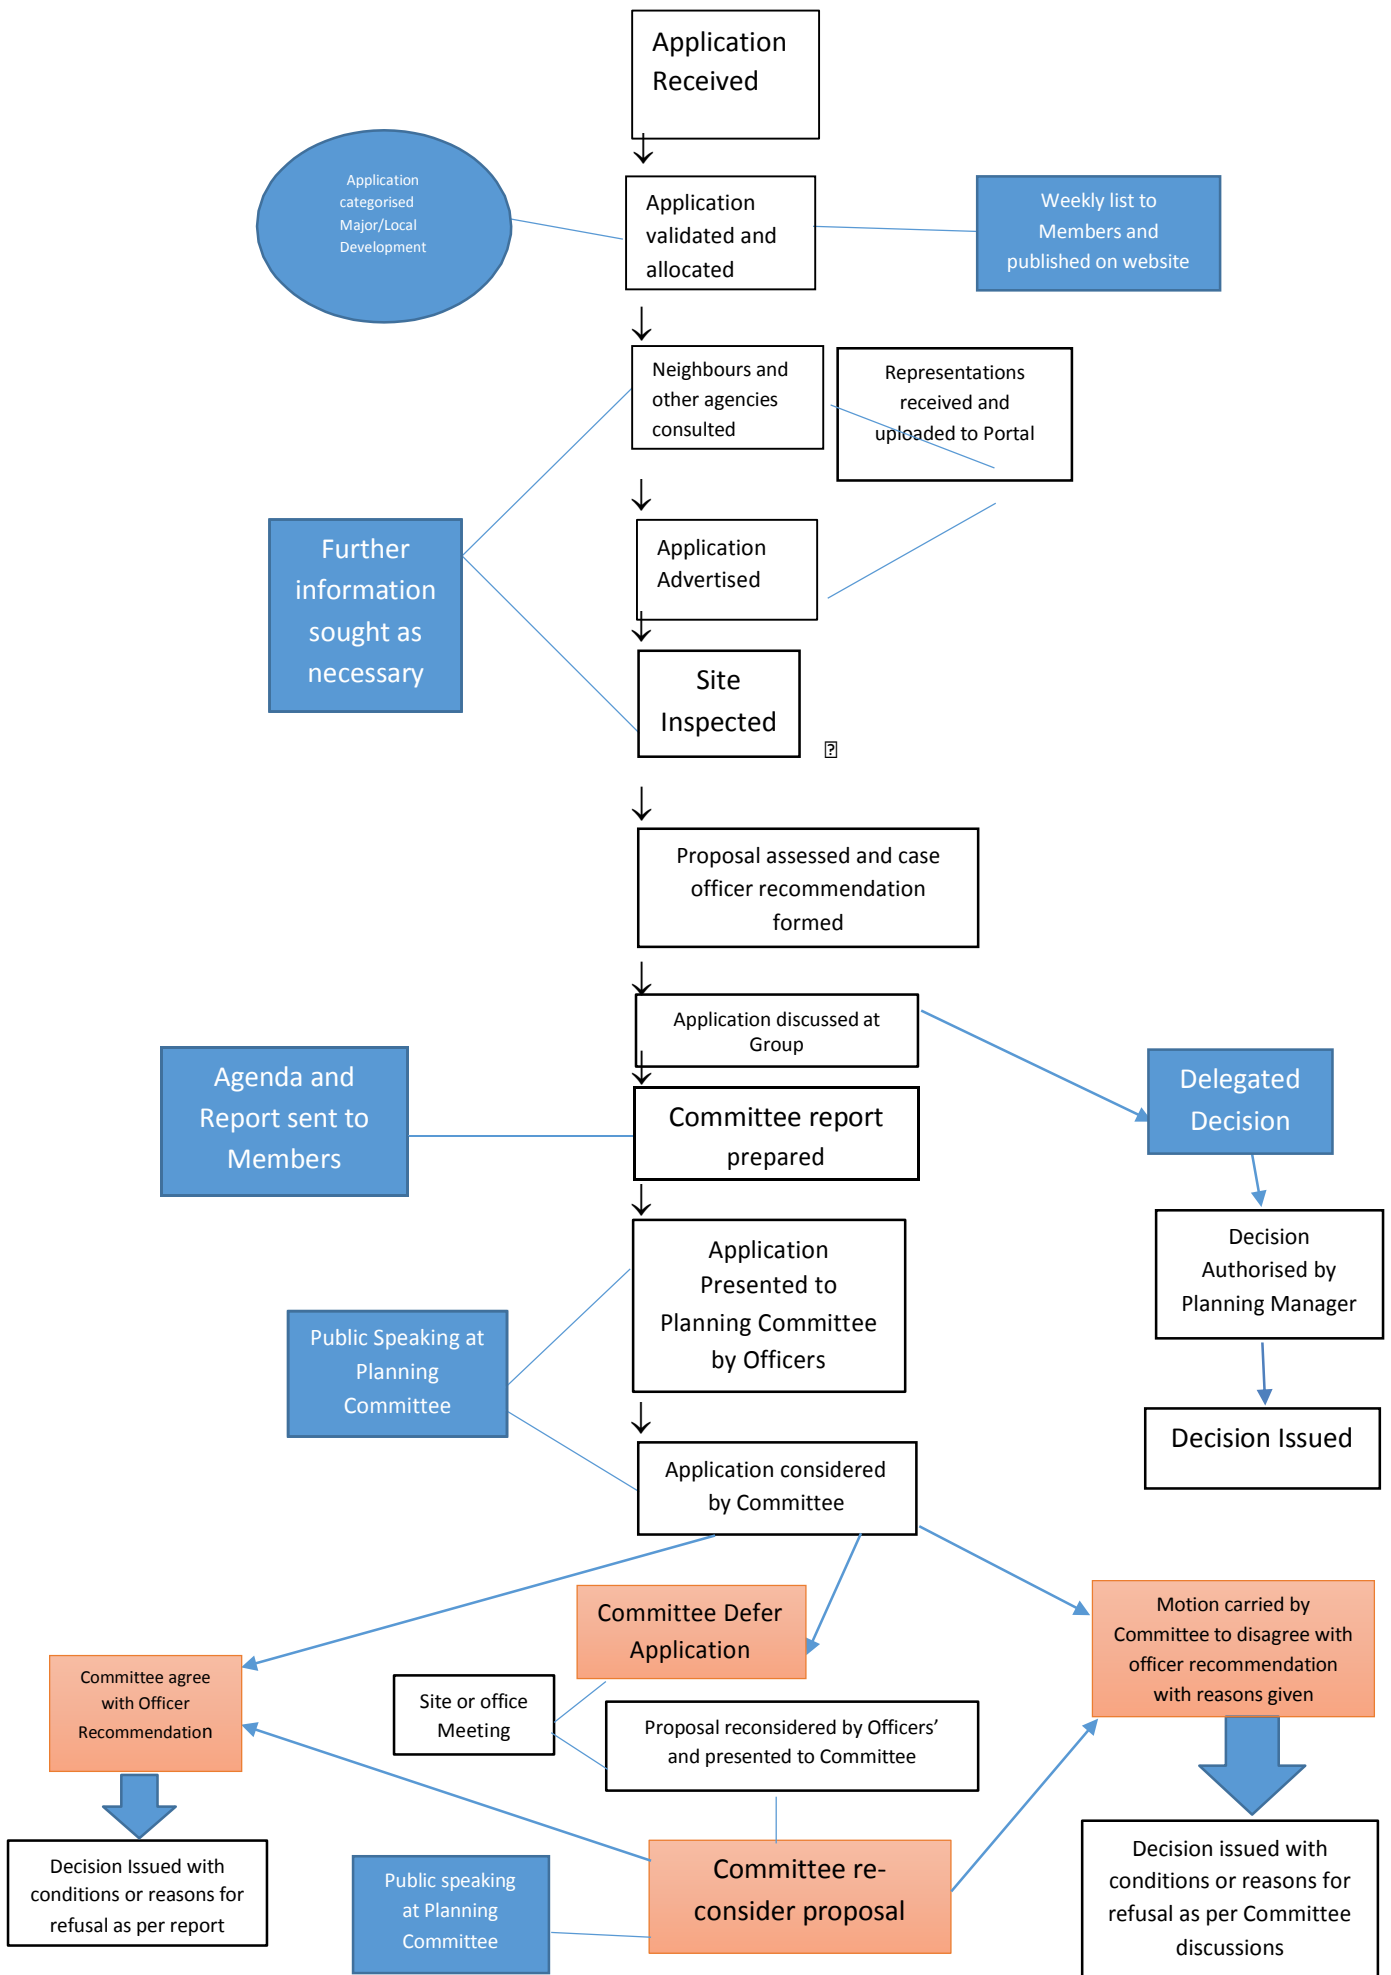 Application
Received
Application
categorised
Major/Local
Development
Application
validated and
allocated
Weekly list to
Members and
published on website
Neighbours and
other agencies
consulted
Representations
received and
uploaded to Portal
Further
information
sought as
necessary
Application
Advertised
Site
Inspected
Proposal assessed and case
officer recommendation
formed
Application discussed at
Group
Agenda and
Report sent to
Members
Committee report
prepared
Delegated
Decision
Application
Presented to
Planning Committee
by Officers
Decision
Authorised by
Planning Manager
Public Speaking at
Planning
Committee
Decision Issued
Application considered
by Committee
Committee Defer
Application
Motion carried by
Committee to disagree with
officer recommendation
with reasons given
Committee agree
with Officer
Recommendation
Site or office
Meeting
Proposal reconsidered by Officers’
and presented to Committee
Decision Issued with
conditions or reasons for
refusal as per report
Public speaking
at Planning
Committee
Committee re-
consider proposal
Decision issued with
conditions or reasons for
refusal as per Committee
discussions